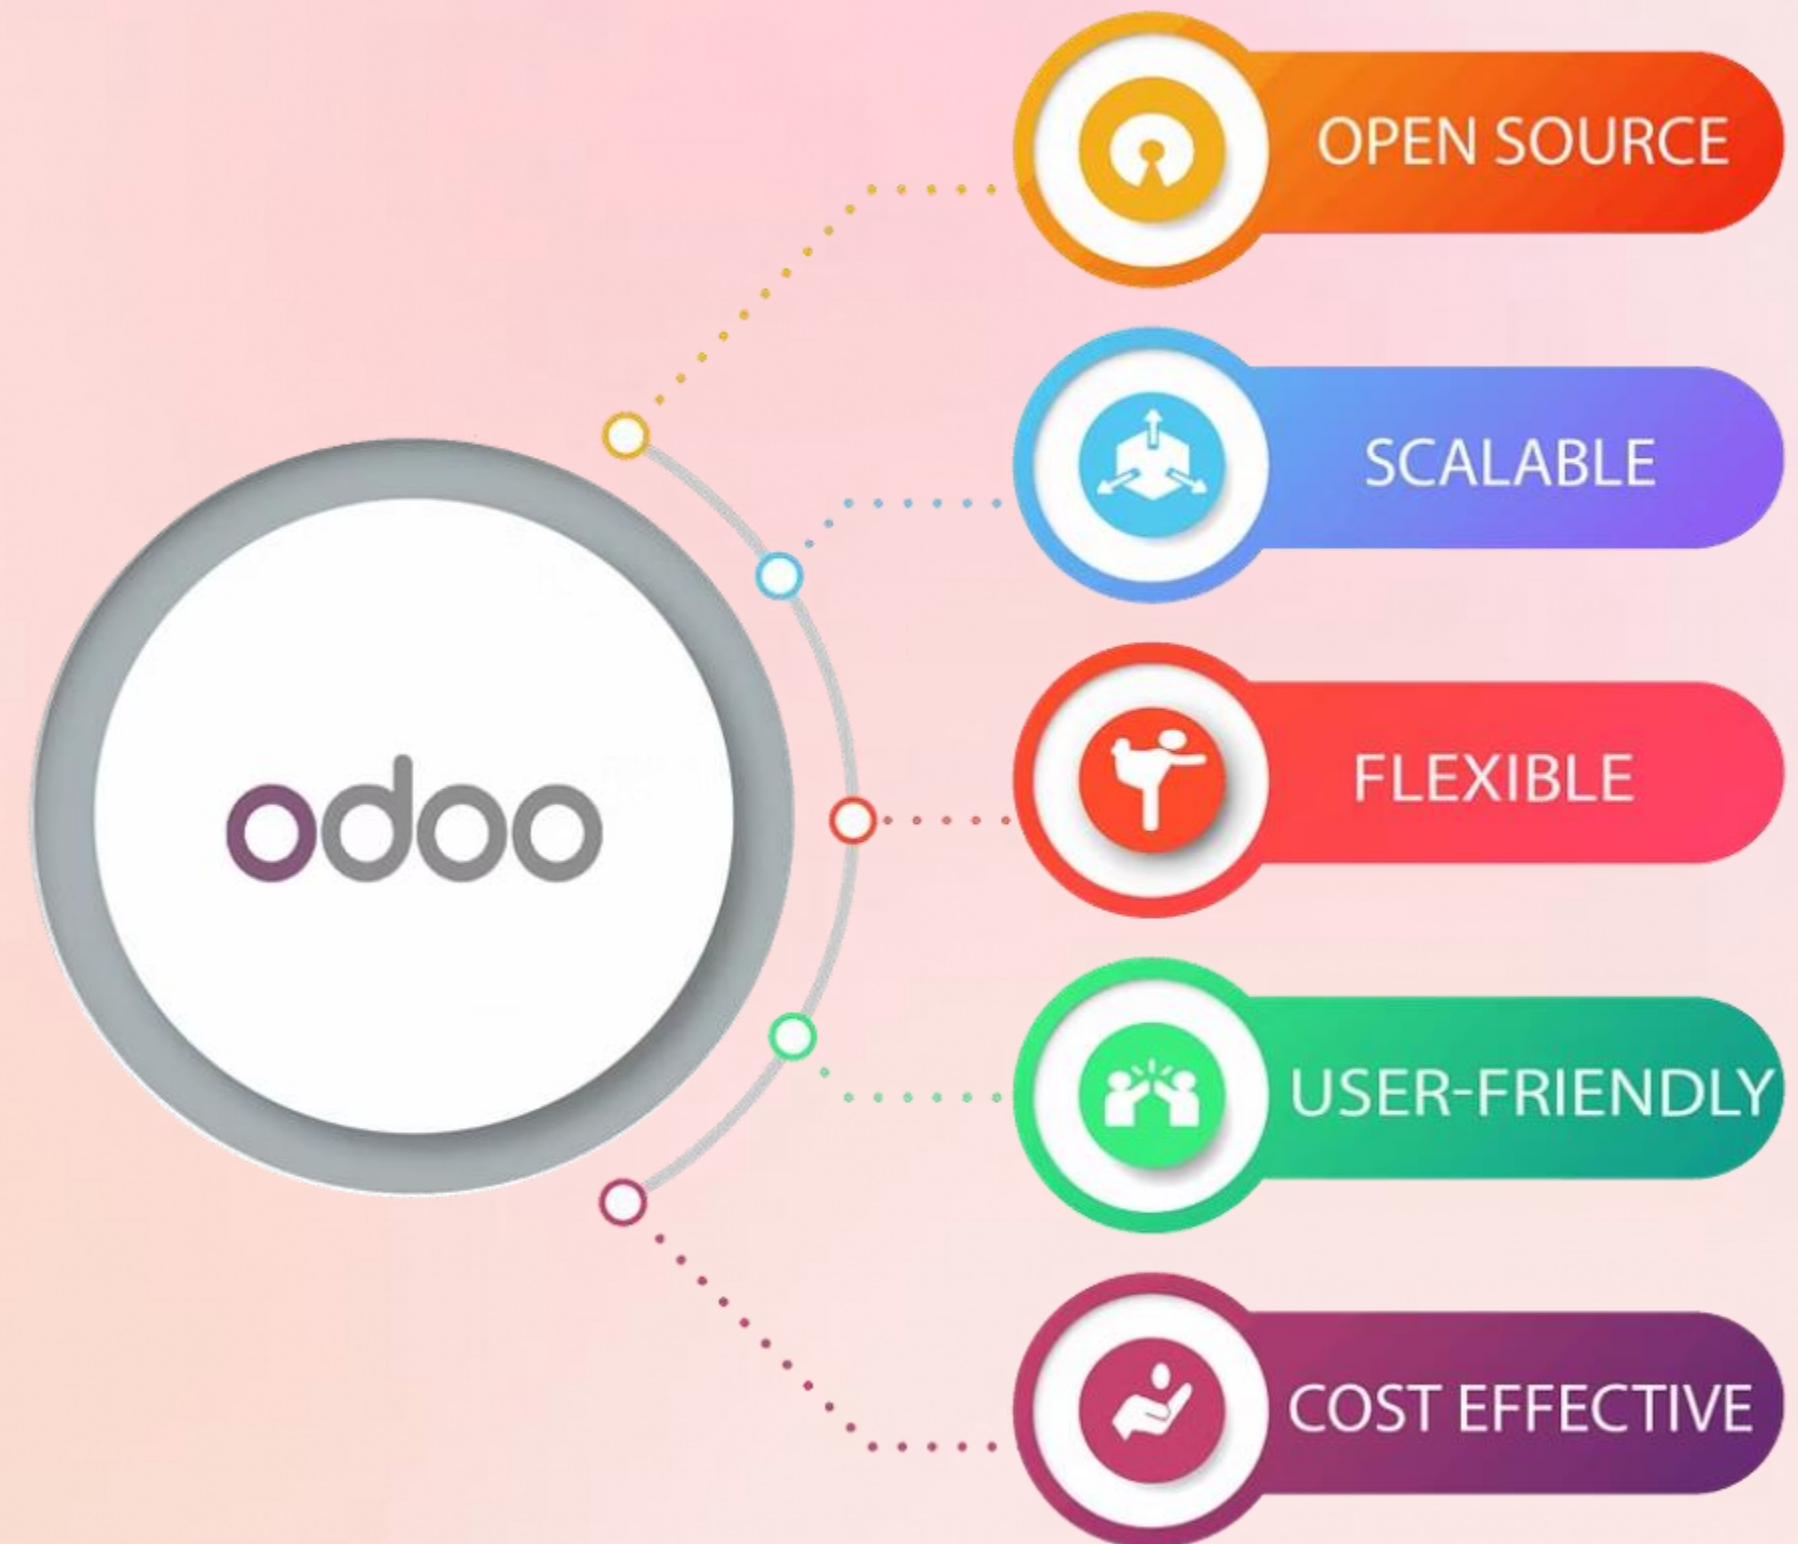 odoo
OPEN SOURCE
SCALABLE
FLEXIBLE
USER-FRIENDLY
COST EFFECTIVE